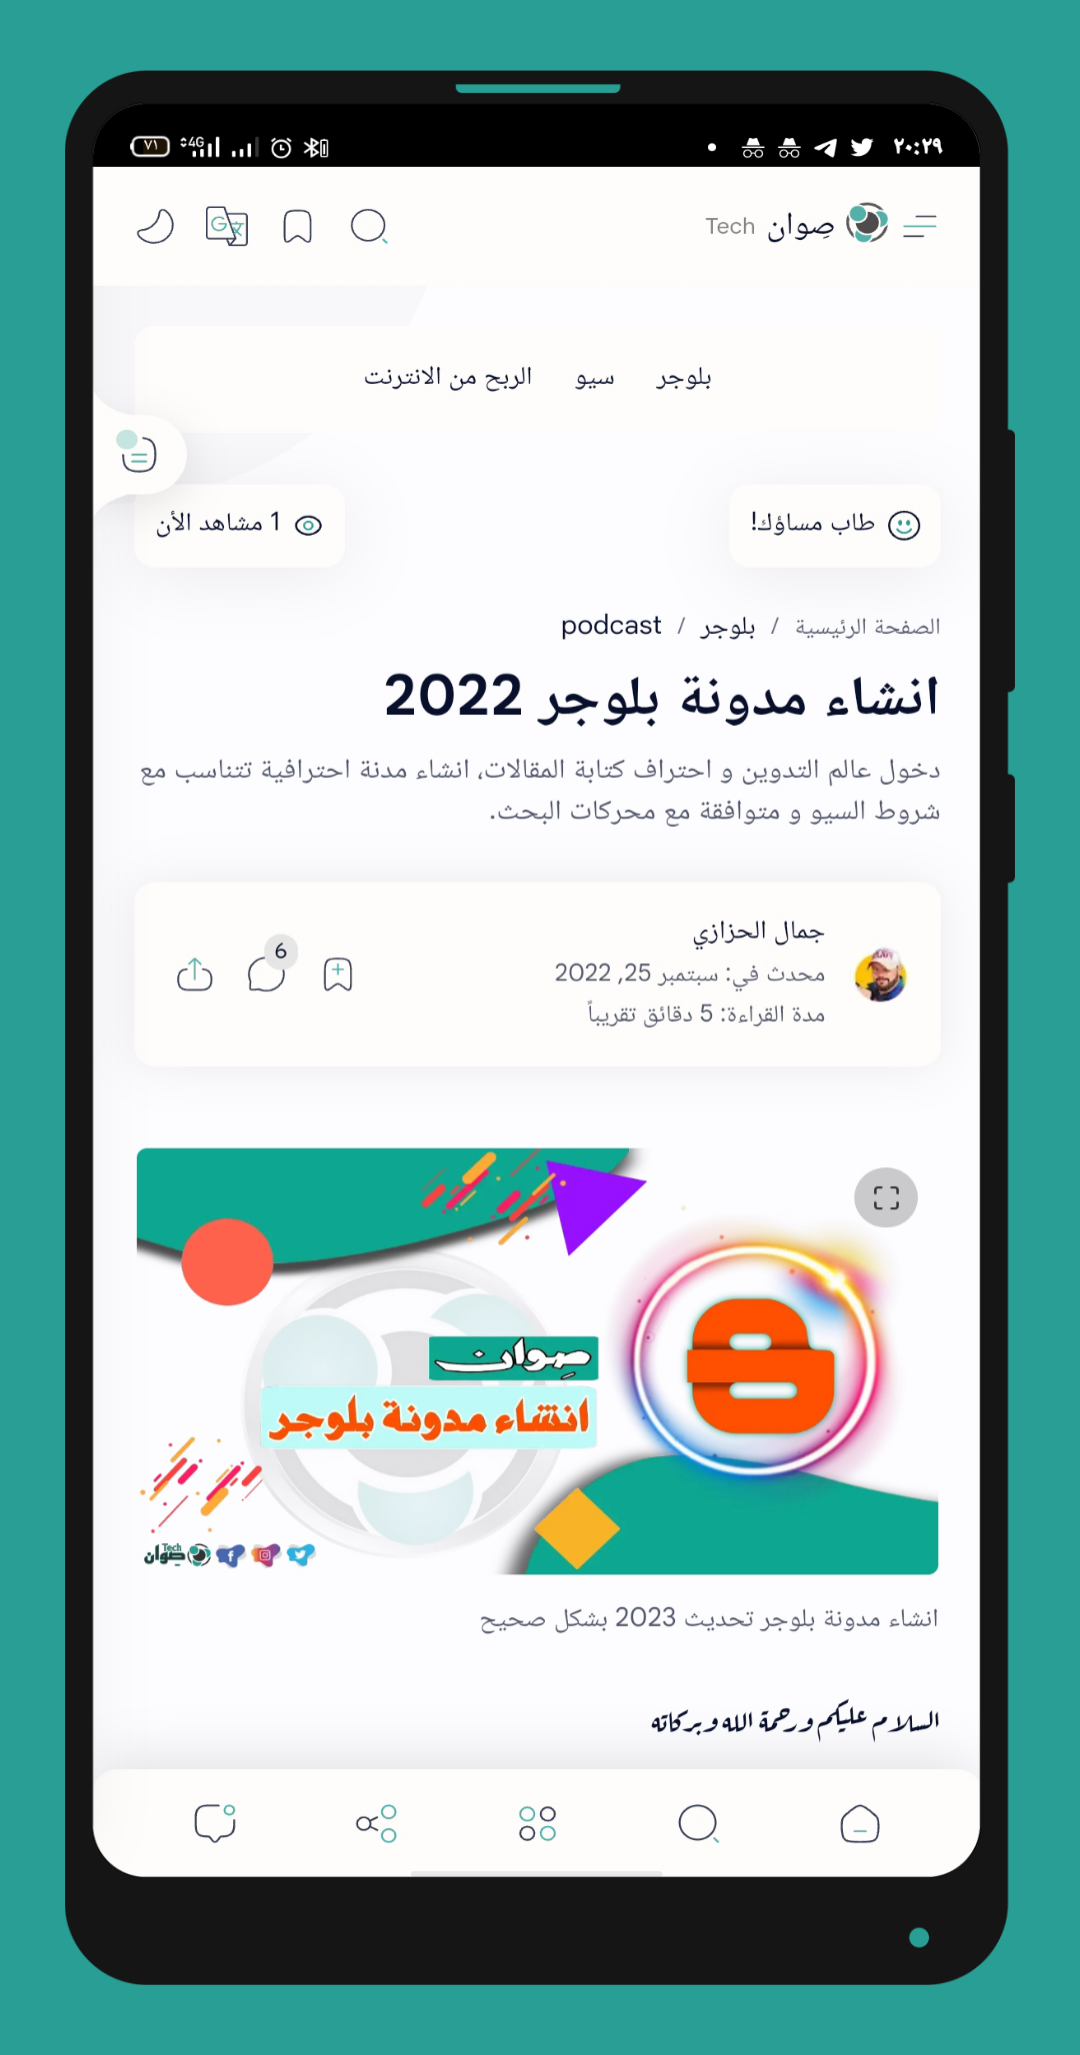 ٢٠:٢٩
4G ٧١
صِوان Tech
بلوجر سيو الربح من الانترنت
طاب مساؤك!
1 مشاهد الأن
الصفحة الرئيسية / بلوجر / podcast
انشاء مدونة بلوجر 2022
دخول عالم التدوين و احتراف كتابة المقالات، انشاء مدنة احترافية تتناسب مع
شروط السيو و متوافقة مع محركات البحث.
جمال الحزازي
محدث في: سبتمبر 25, 2022
مدة القراءة: 5 دقائق تقريباً
6
صِوان
انشاء مدونة بلوجر
صِوان Tech
انشاء مدونة بلوجر تحديث 2023 بشكل صحيح
السلام عليكم ورحمة الله وبركاته